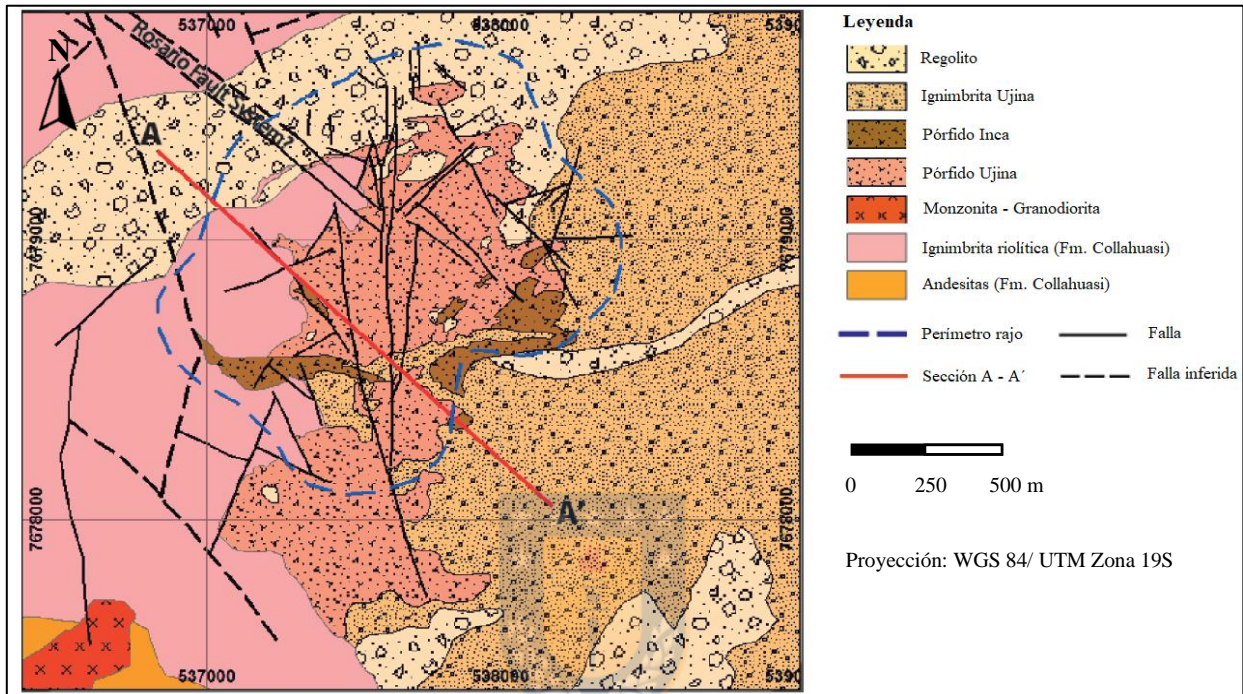 537000
538000
5390
N
Rosario Fault System?
A
7679000
7679000
7678000
7678000
A'
537000
538000
5390
Leyenda
Regolito
Ignimbrita Ujina
Pórfido Inca
Pórfido Ujina
Monzonita - Granodiorita
Ignimbrita riolítica (Fm. Collahuasi)
Andesitas (Fm. Collahuasi)
Perímetro rajo
Falla
Sección A - A´
Falla inferida
0 250 500 m
Proyección: WGS 84/ UTM Zona 19S